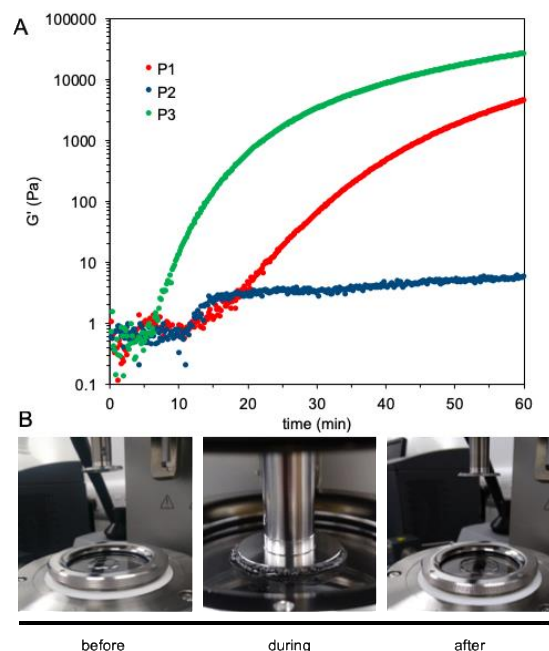 A
G' (Pa)
100000
10000
1000
100
10
1
0.1
P1
P2
P3
0 10 20 30 40 50 60
time (min)
B
before during after